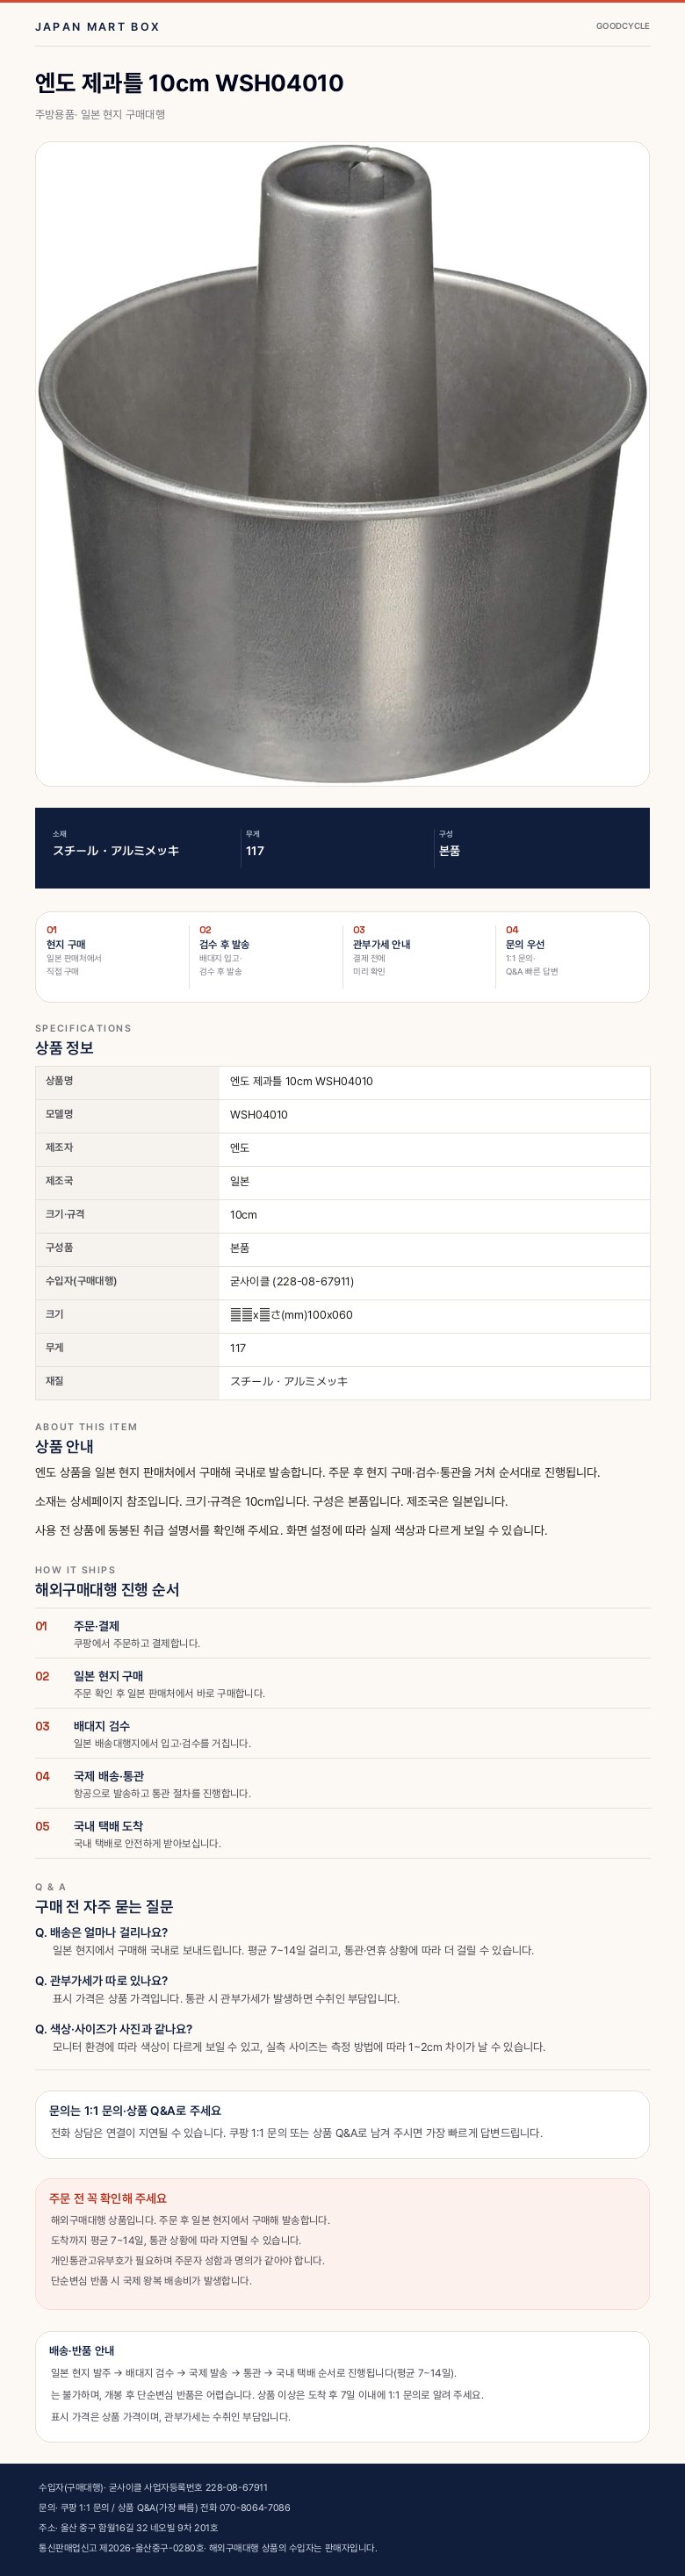 JAPAN MART BOX
GOODCYCLE
엔도 제과틀 10cm WSH04010
주방용품· 일본 현지 구매대행
소재
スチール・アルミメッキ
무게
117
구성
본품
01
현지 구매
일본 판매처에서
직접 구매
02
검수 후 발송
배대지 입고·
검수 후 발송
03
관부가세 안내
결제 전에
미리 확인
04
문의 우선
1:1 문의·
Q&A 빠른 답변
SPECIFICATIONS
상품 정보
상품명 엔도 제과틀 10cm WSH04010
모델명 WSH04010
제조자 엔도
제조국 일본
크기·규격 10cm
구성품 본품
수입자(구매대행) 굳사이클 (228-08-67911)
크기 x さ(mm)100x060
무게 117
재질 スチール・アルミメッキ
ABOUT THIS ITEM
상품 안내
엔도 상품을 일본 현지 판매처에서 구매해 국내로 발송합니다. 주문 후 현지 구매·검수·통관을 거쳐 순서대로 진행됩니다.
소재는 상세페이지 참조입니다. 크기·규격은 10cm입니다. 구성은 본품입니다. 제조국은 일본입니다.
사용 전 상품에 동봉된 취급 설명서를 확인해 주세요. 화면 설정에 따라 실제 색상과 다르게 보일 수 있습니다.
HOW IT SHIPS
해외구매대행 진행 순서
01 주문·결제
쿠팡에서 주문하고 결제합니다.
02 일본 현지 구매
주문 확인 후 일본 판매처에서 바로 구매합니다.
03 배대지 검수
일본 배송대행지에서 입고·검수를 거칩니다.
04 국제 배송·통관
항공으로 발송하고 통관 절차를 진행합니다.
05 국내 택배 도착
국내 택배로 안전하게 받아보십니다.
Q & A
구매 전 자주 묻는 질문
Q. 배송은 얼마나 걸리나요?
일본 현지에서 구매해 국내로 보내드립니다. 평균 7~14일 걸리고, 통관·연휴 상황에 따라 더 걸릴 수 있습니다.
Q. 관부가세가 따로 있나요?
표시 가격은 상품 가격입니다. 통관 시 관부가세가 발생하면 수취인 부담입니다.
Q. 색상·사이즈가 사진과 같나요?
모니터 환경에 따라 색상이 다르게 보일 수 있고, 실측 사이즈는 측정 방법에 따라 1~2cm 차이가 날 수 있습니다.
문의는 1:1 문의·상품 Q&A로 주세요
전화 상담은 연결이 지연될 수 있습니다. 쿠팡 1:1 문의 또는 상품 Q&A로 남겨 주시면 가장 빠르게 답변드립니다.
주문 전 꼭 확인해 주세요
해외구매대행 상품입니다. 주문 후 일본 현지에서 구매해 발송합니다.
도착까지 평균 7~14일, 통관 상황에 따라 지연될 수 있습니다.
개인통관고유부호가 필요하며 주문자 성함과 명의가 같아야 합니다.
단순변심 반품 시 국제 왕복 배송비가 발생합니다.
배송·반품 안내
일본 현지 발주 → 배대지 검수 → 국제 발송 → 통관 → 국내 택배 순서로 진행됩니다(평균 7~14일).
는 불가하며, 개봉 후 단순변심 반품은 어렵습니다. 상품 이상은 도착 후 7일 이내에 1:1 문의로 알려 주세요.
표시 가격은 상품 가격이며, 관부가세는 수취인 부담입니다.
수입자(구매대행)· 굳사이클 사업자등록번호 228-08-67911
문의· 쿠팡 1:1 문의 / 상품 Q&A(가장 빠름) 전화 070-8064-7086
주소· 울산 중구 함월16길 32 네오빌 9차 201호
통신판매업신고 제2026-울산중구-0280호· 해외구매대행 상품의 수입자는 판매자입니다.